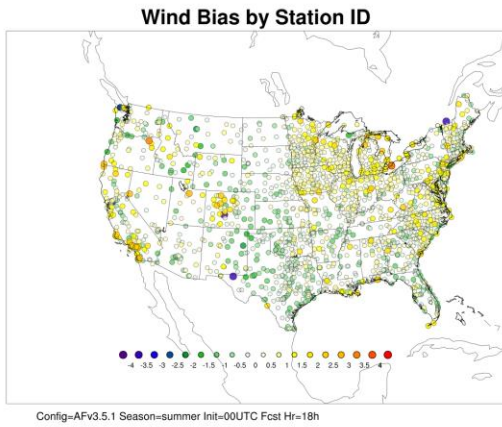 Wind Bias by Station ID
-4 -3.5 -3 -2.5 -2 -1.5 -1 -0.5 0 0.5 1 1.5 2 2.5 3 3.5 4
Config=AFv3.5.1 Season=summer Init=00UTC Fcst Hr=18h